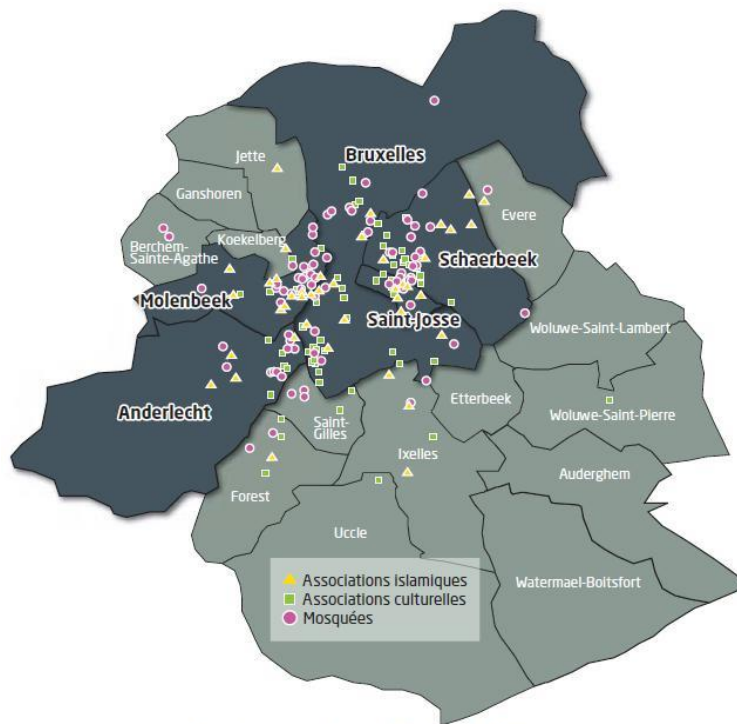 Jette
Bruxelles
Ganshoren
Evere
Koekelberg
Berchem-
Sainte-Agathe
Schaerbeek
Molenbeek
Saint-Josse
Woluwe-Saint-Lambert
Etterbeek
Anderlecht
Saint-
Gilles
Woluwe-Saint-Pierre
Ixelles
Auderghem
Forest
Uccle
Watermael-Boitsfort
Associations islamiques
Associations culturelles
Mosquées